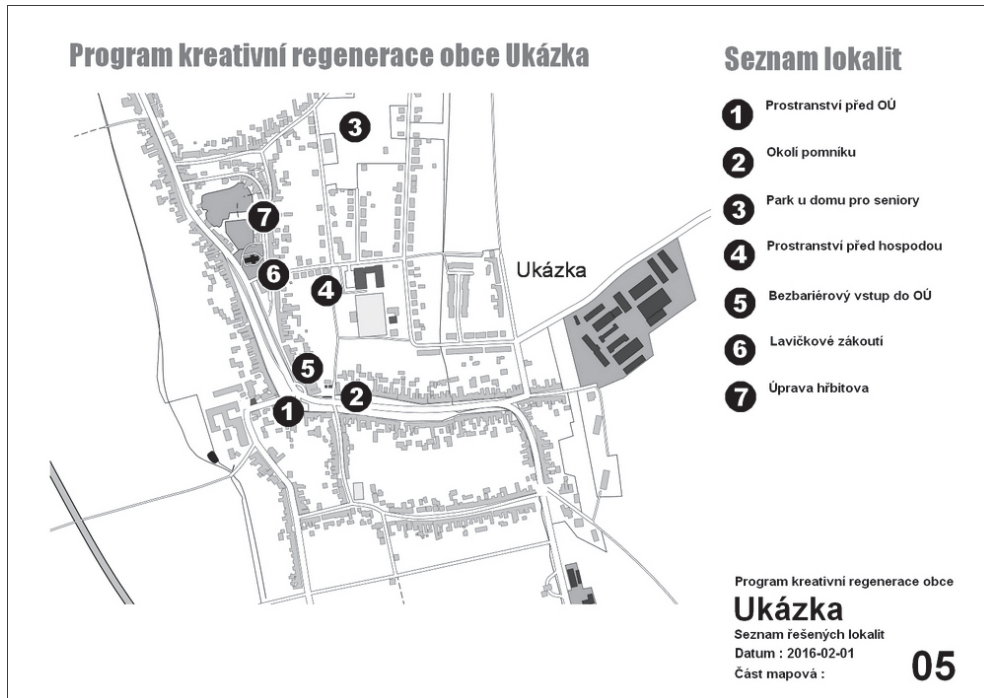 Program kreativní regenerace obce Ukázka
Seznam lokalit
1 Prostranství před OÚ
2 Okolí pomníku
3 Park u domu pro seniory
4 Prostranství před hospodou
5 Bezbariérový vstup do OÚ
6 Lavičkové zákoutí
7 Úprava hřbitova
3
7
6
4
Ukázka
5
2
1
Program kreativní regenerace obce
Ukázka
Seznam řešených lokalit
Datum : 2016-02-01
Část mapová :
05